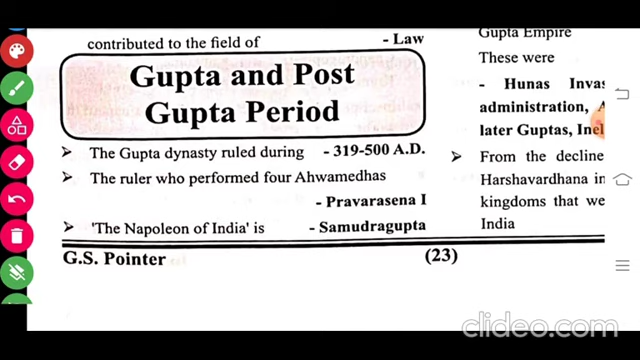 contributed to the field of - Law
Gupta and Post
Gupta Period
➤ The Gupta dynasty ruled during - 319-500 A.D.
➤ The ruler who performed four Ahwamedhas
- Pravarasena I
➤ 'The Napoleon of India' is - Samudragupta
Gupta Empire
These were
- Hunas Invas
administration, A
later Guptas, Inel
➤ From the decline
Harshavardhana in
kingdoms that we
India
G.S. Pointer (23)
clideo.com